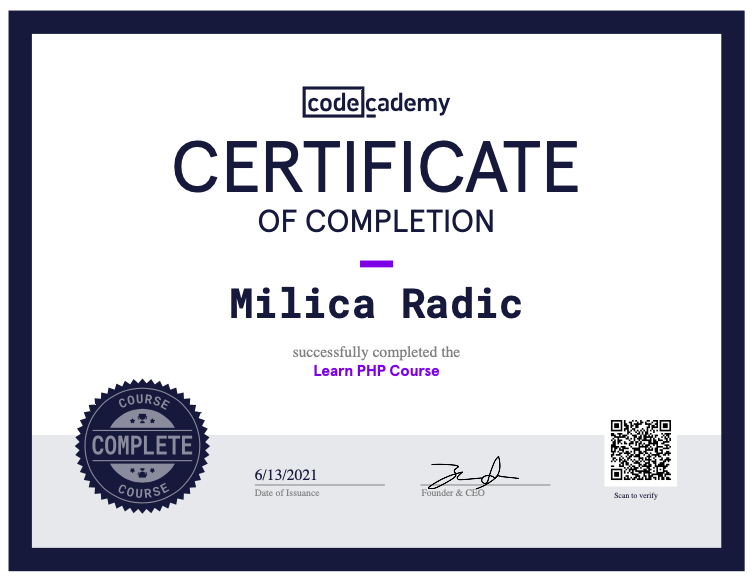 codecademy
CERTIFICATE
OF COMPLETION
Milica Radic
successfully completed the
Learn PHP Course
COURSE
COMPLETE
COURSE
6/13/2021
Date of Issuance
Founder & CEO
Scan to verify